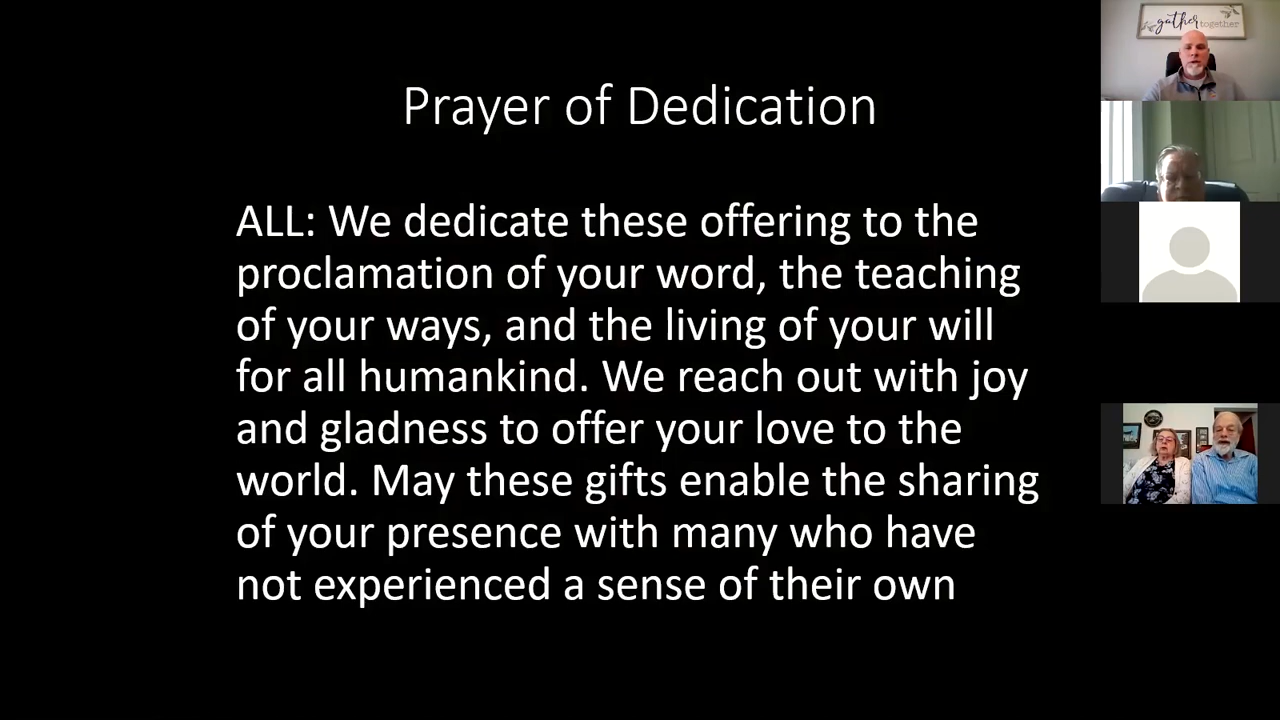 Prayer of Dedication
ALL: We dedicate these offering to the
proclamation of your word, the teaching
of your ways, and the living of your will
for all humankind. We reach out with joy
and gladness to offer your love to the
world. May these gifts enable the sharing
of your presence with many who have
not experienced a sense of their own
gather together